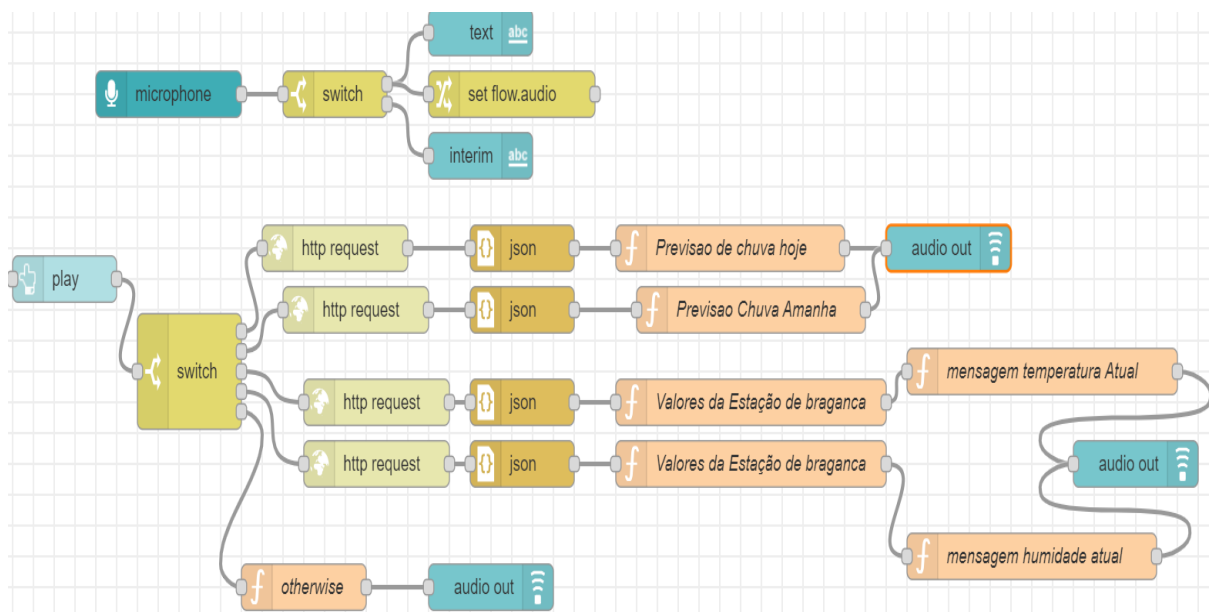 text abc
microphone
switch
set flow.audio
interim abc
http request
json
Previsao de chuva hoje
audio out
play
http request
json
Previsao Chuva Amanha
switch
mensagem temperatura Atual
http request
json
Valores da Estação de braganca
http request
json
Valores da Estação de braganca
audio out
mensagem humidade atual
otherwise
audio out